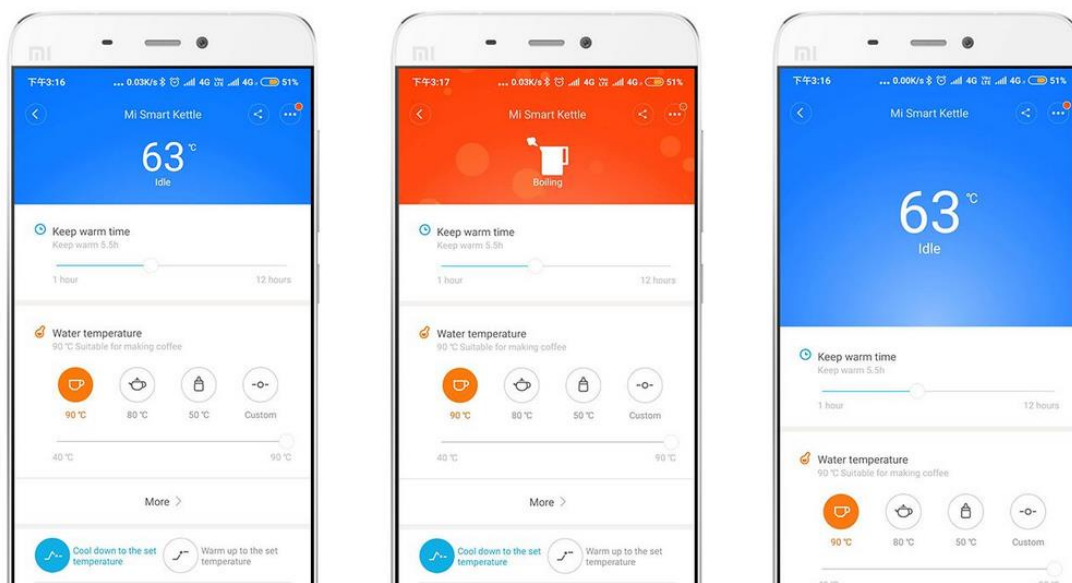 mi
下午3:16
... 0.03K/s 4G 4G 51%
Mi Smart Kettle
63 ℃
Idle
Keep warm time
Keep warm 5.5h
1 hour 12 hours
Water temperature
90 ℃ Suitable for making coffee
90 ℃ 80 ℃ 50 ℃ Custom
40 ℃ 90 ℃
More >
Cool down to the set
temperature
Warm up to the set
temperature
mi
下午3:17
... 0.03K/s 4G 4G 51%
Mi Smart Kettle
Boiling
Keep warm time
Keep warm 5.5h
1 hour 12 hours
Water temperature
90 ℃ Suitable for making coffee
90 ℃ 80 ℃ 50 ℃ Custom
40 ℃ 90 ℃
More >
Cool down to the set
temperature
Warm up to the set
temperature
mi
下午3:16
... 0.00K/s 4G 4G 51%
Mi Smart Kettle
63 ℃
Idle
Keep warm time
Keep warm 5.5h
1 hour 12 hours
Water temperature
90 ℃ Suitable for making coffee
90 ℃ 80 ℃ 50 ℃ Custom